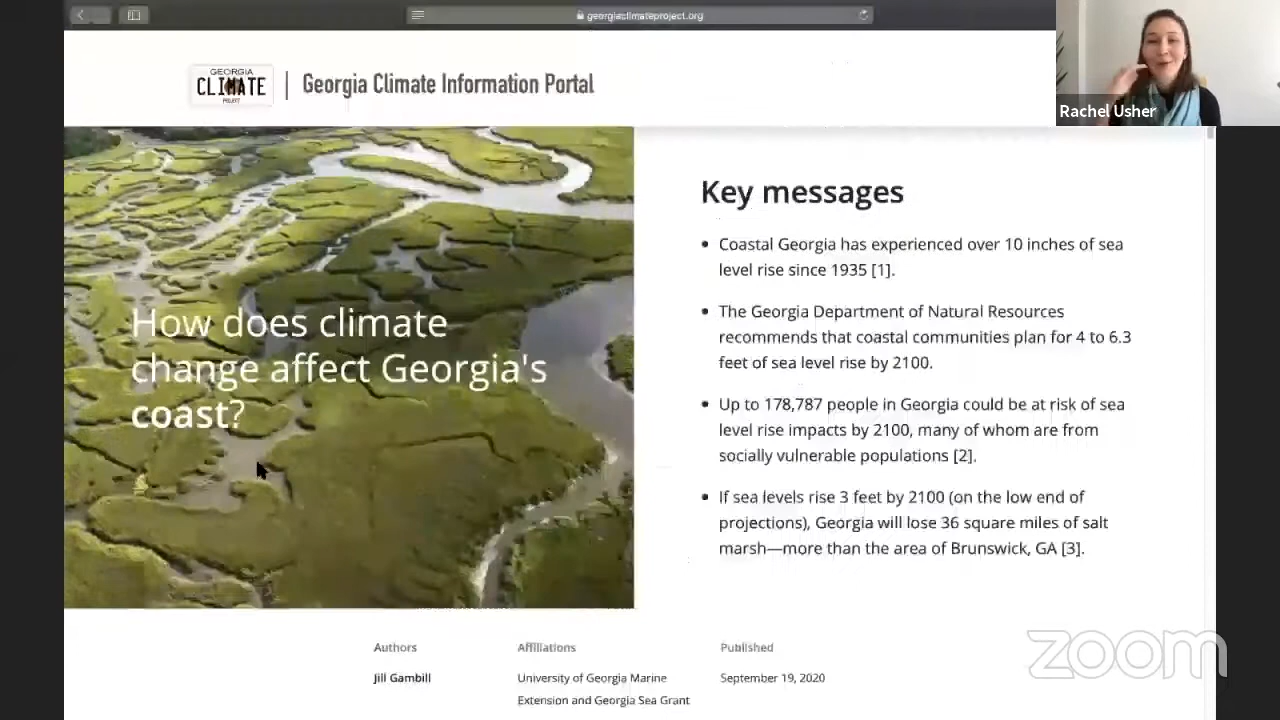 georgiaclimateproject.org
Rachel Usher
GEORGIA
CLIMATE
PROJECT
Georgia Climate Information Portal
How does climate
change affect Georgia's
coast?
Key messages
• Coastal Georgia has experienced over 10 inches of sea
level rise since 1935 [1].
• The Georgia Department of Natural Resources
recommends that coastal communities plan for 4 to 6.3
feet of sea level rise by 2100.
• Up to 178,787 people in Georgia could be at risk of sea
level rise impacts by 2100, many of whom are from
socially vulnerable populations [2].
• If sea levels rise 3 feet by 2100 (on the low end of
projections), Georgia will lose 36 square miles of salt
marsh—more than the area of Brunswick, GA [3].
Authors
Jill Gambill
Affiliations
University of Georgia Marine
Extension and Georgia Sea Grant
Published
September 19, 2020
zoom